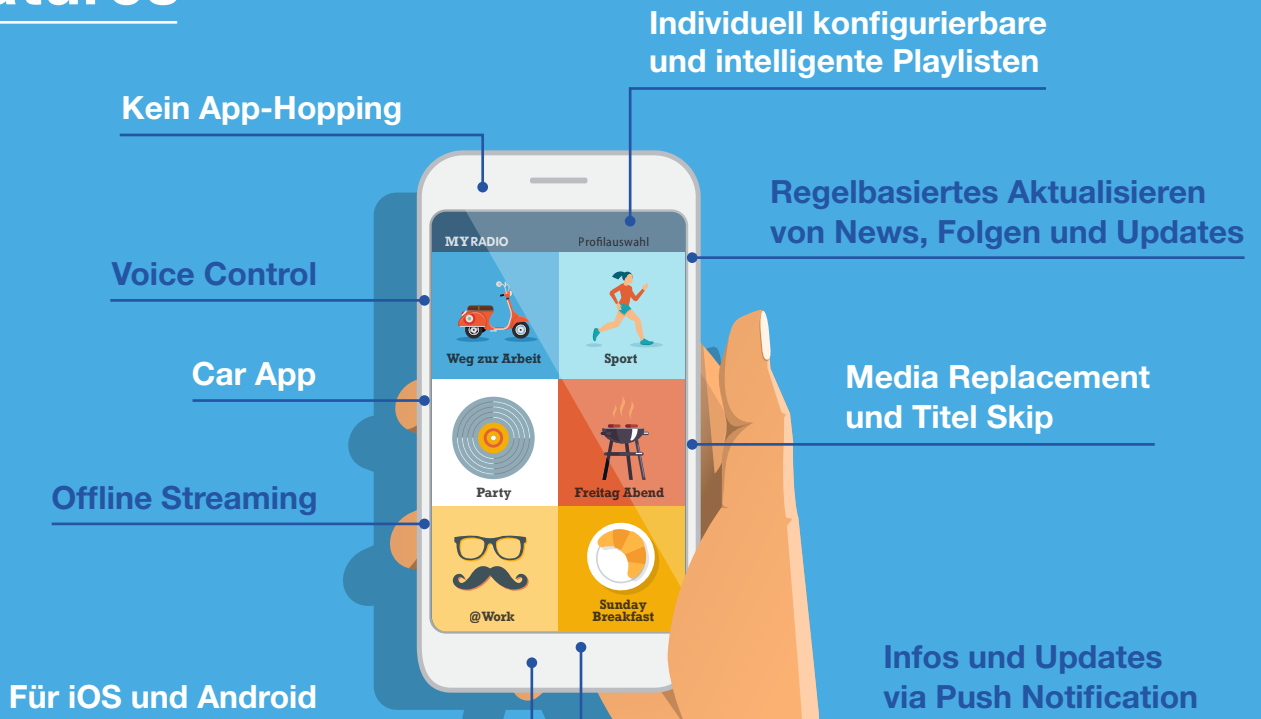 Individuell konfigurierbare
und intelligente Playlisten
Kein App-Hopping
Regelbasiertes Aktualisieren
von News, Folgen und Updates
MYRADIO
Profilauswahl
Voice Control
Weg zur Arbeit
Sport
Car App
Media Replacement
und Titel Skip
Party
Freitag Abend
Offline Streaming
@Work
Sunday
Breakfast
Infos und Updates
via Push Notification
Für iOS und Android